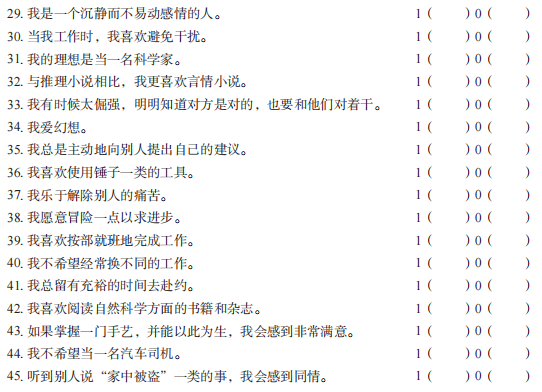 29. 我是一个沉静而不易动感情的人。 1 ( ) 0 ( )
30. 当我工作时，我喜欢避免干扰。 1 ( ) 0 ( )
31. 我的理想是当一名科学家。 1 ( ) 0 ( )
32. 与推理小说相比，我更喜欢言情小说。 1 ( ) 0 ( )
33. 我有时候太倔强，明明知道对方是对的，也要和他们对着干。 1 ( ) 0 ( )
34. 我爱幻想。 1 ( ) 0 ( )
35. 我总是主动地向别人提出自己的建议。 1 ( ) 0 ( )
36. 我喜欢使用锤子一类的工具。 1 ( ) 0 ( )
37. 我乐于解除别人的痛苦。 1 ( ) 0 ( )
38. 我愿意冒险一点以求进步。 1 ( ) 0 ( )
39. 我喜欢按部就班地完成工作。 1 ( ) 0 ( )
40. 我不希望经常换不同的工作。 1 ( ) 0 ( )
41. 我总留有充裕的时间去赴约。 1 ( ) 0 ( )
42. 我喜欢阅读自然科学方面的书籍和杂志。 1 ( ) 0 ( )
43. 如果掌握一门手艺，并能以此为生，我会感到非常满意。 1 ( ) 0 ( )
44. 我不希望当一名汽车司机。 1 ( ) 0 ( )
45. 听到别人说“家中被盗”一类的事，我会感到同情。 1 ( ) 0 ( )